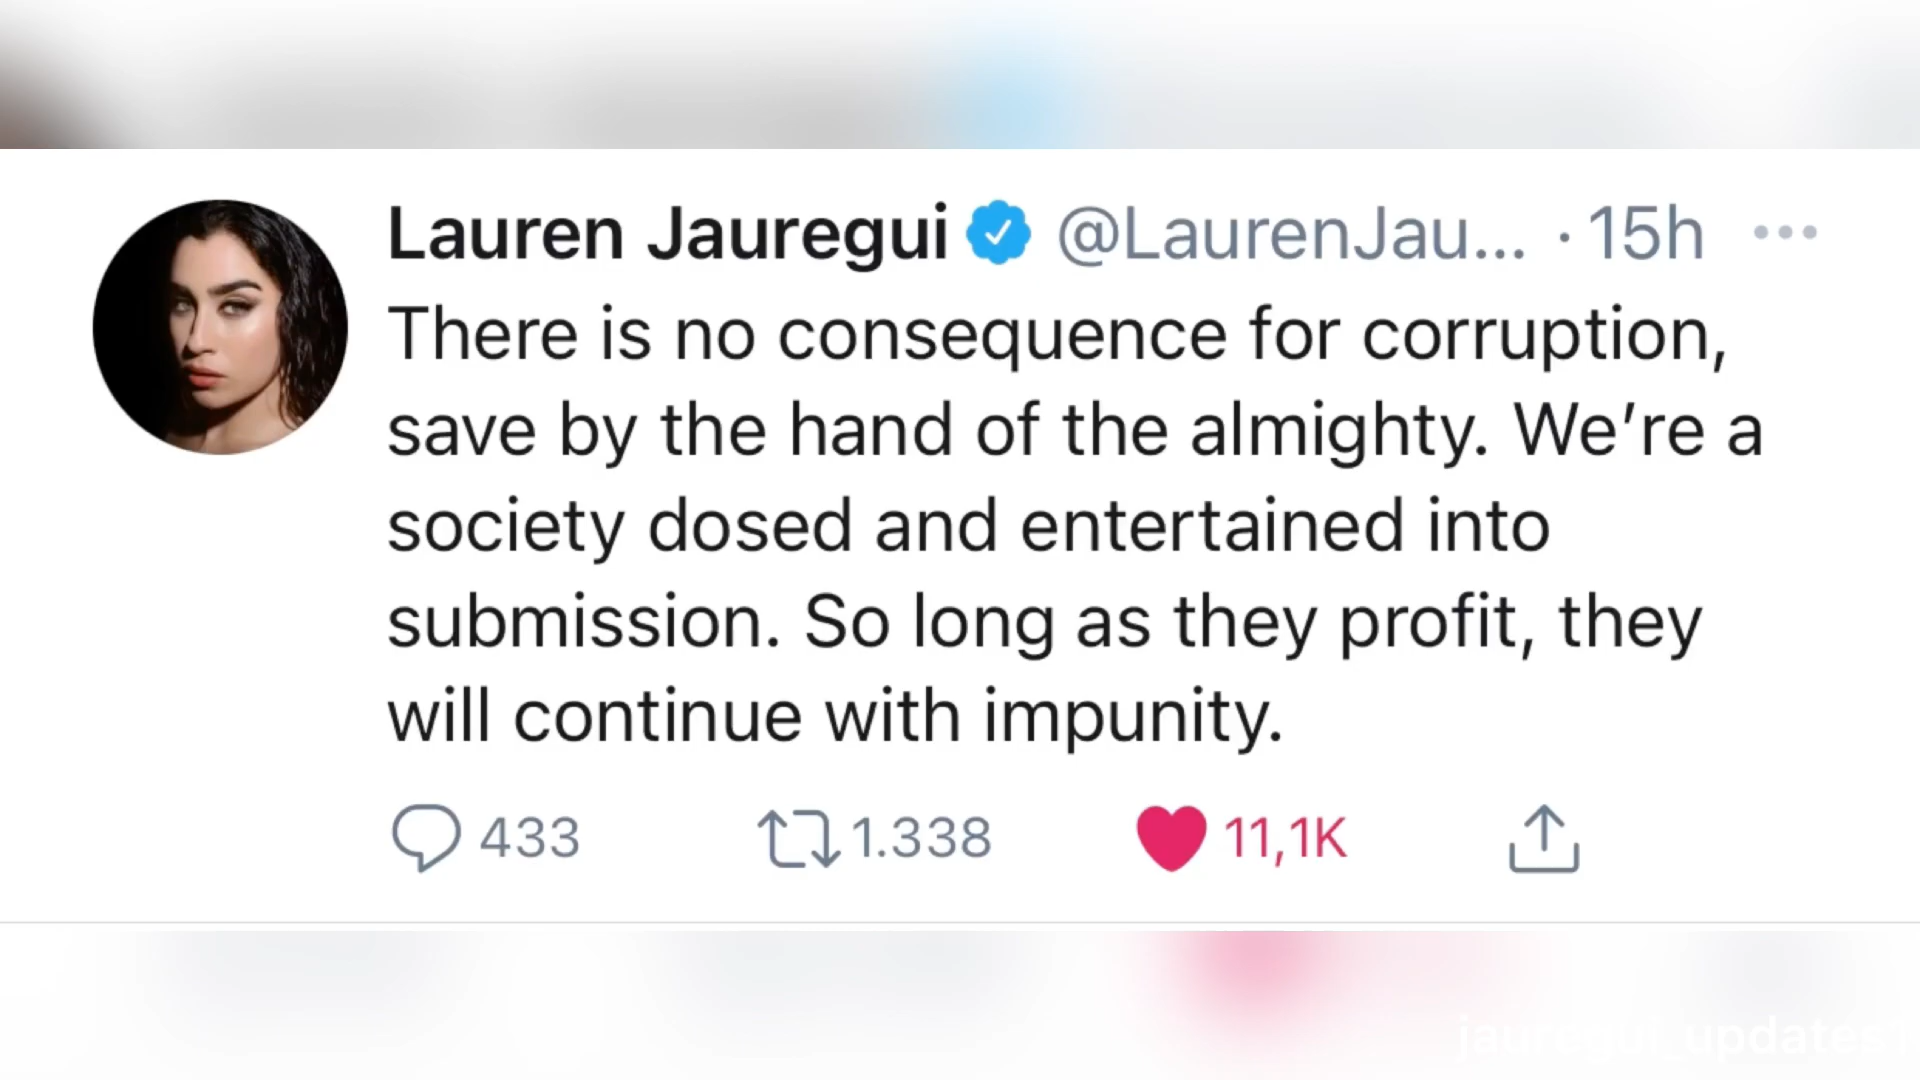 Lauren Jauregui @LaurenJau... · 15h
There is no consequence for corruption,
save by the hand of the almighty. We’re a
society dosed and entertained into
submission. So long as they profit, they
will continue with impunity.
433 1.338 11,1K
jauregui_updates1